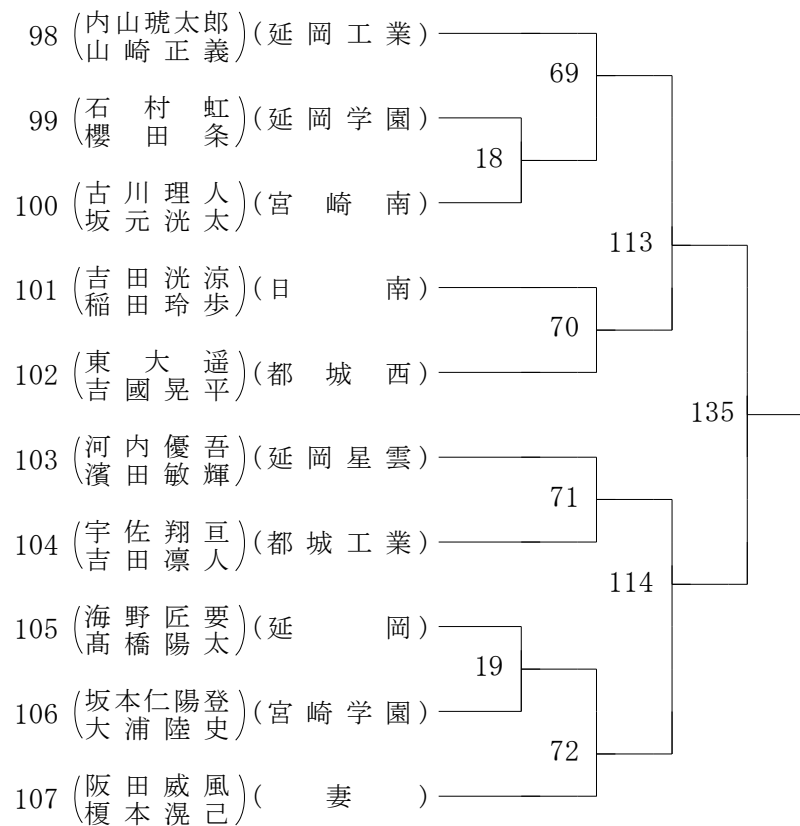 98 (内山琥太郎 山崎正義) (延岡工業)
69
99 (石村虹 櫻田条) (延岡学園)
18
100 (古川理人 坂元洸太) (宮崎南)
113
101 (吉田洸涼 稲田玲歩) (日南)
70
102 (東大遥 吉國晃平) (都城西)
135
103 (河内優吾 濱田敏輝) (延岡星雲)
71
104 (宇佐翔亘 吉田凛人) (都城工業)
114
105 (海野匠要 髙橋陽太) (延岡)
19
106 (坂本仁陽登 大浦陸史) (宮崎学園)
72
107 (阪田威風 榎本滉己) (妻)